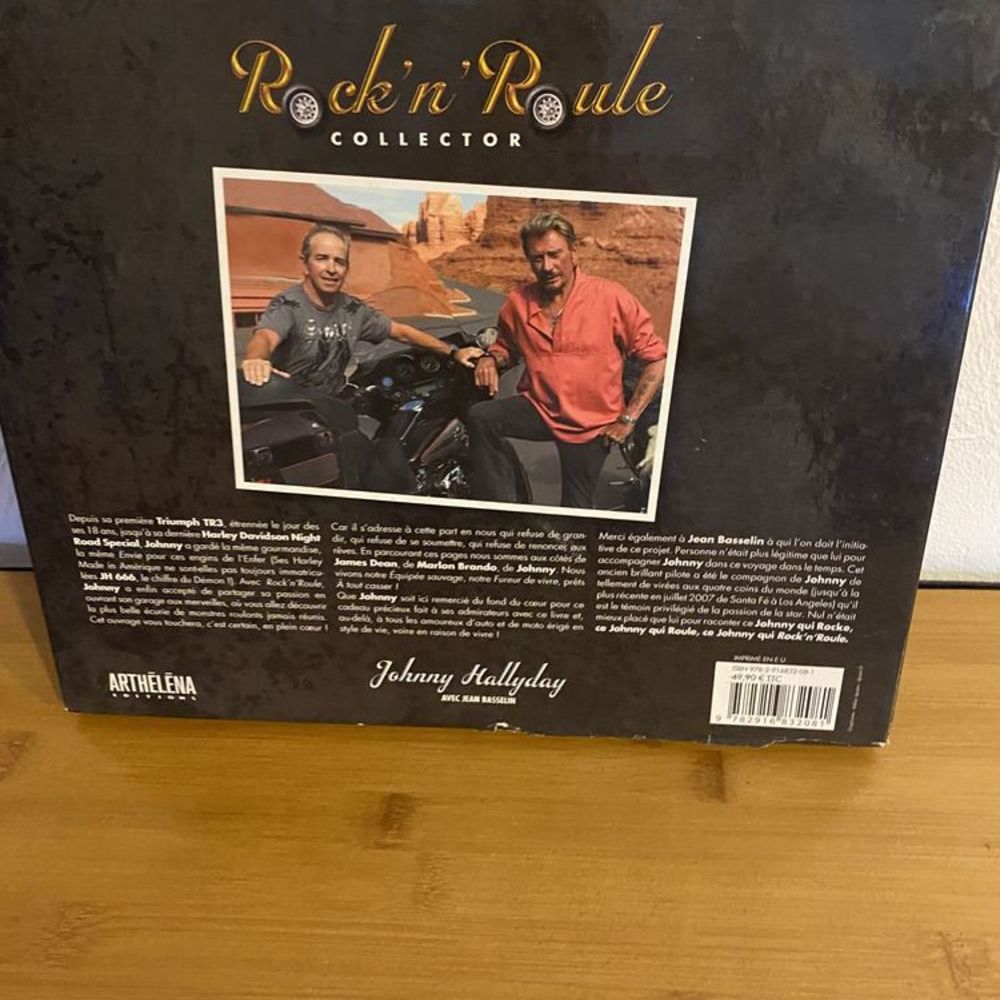 Rock'n'Roule
COLLECTOR
Depuis sa première Triumph TR3, étrennée le jour des
ses 18 ans, jusqu'à sa dernière Harley Davidson Night
Road Special, Johnny a gardé la même gourmandise,
la même Envie pour ces engins de l'Enfer (Ses Harley
Made in Amérique ne sont-elles pas toujours immatricu-
lées JH 666, le chiffre du Démon !). Avec Rock'n'Roule,
Johnny a enfin accepté de partager sa passion en
ouvrant son garage aux merveilles, où vous allez découvrir
la plus belle écurie de monstres vivants jamais réunis.
Cet ouvrage vous touchera, c'est certain, en plein cœur !
Car il s'adresse à cette part en nous qui refuse de gran-
dir, qui refuse de se soumettre, qui refuse de renoncer aux
rêves. En parcourant ces pages nous sommes aux côtés de
James Dean, de Marlon Brando, de Johnny. Nous
vivons notre Équipée sauvage, notre Fureur de vivre, prêts
À tout casser.
Que Johnny soit ici remercié du fond du cœur pour ce
cadeau précieux fait à ses admirateurs avec ce livre et,
au-delà, à tous les amoureux d'auto et de moto érigé en
style de vie, voire en raison de vivre !
Merci également à Jean Basselin à qui l'on doit l'initia-
tive de ce projet. Personne n'était plus légitime que lui pour
accompagner Johnny dans ce voyage dans le temps. Cet
ancien brillant pilote a été le compagnon de Johnny de
tellement de virées aux quatre coins du monde (jusqu'à la
plus récente en juillet 2007 de Santa Fé à Los Angeles) qu'il
est le témoin privilégié de la passion de la star. Nul n'était
mieux placé que lui pour raconter ce Johnny qui Rocke,
ce Johnny qui Roule, ce Johnny qui Rock'n'Roule.
ARTHÉLÉNA
EDITIONS
Johnny Hallyday
AVEC JEAN BASSELIN
IMPRIMÉ EN E U
ISBN 978-2-916832-08-1
49,90 € TTC
9 782916 832081